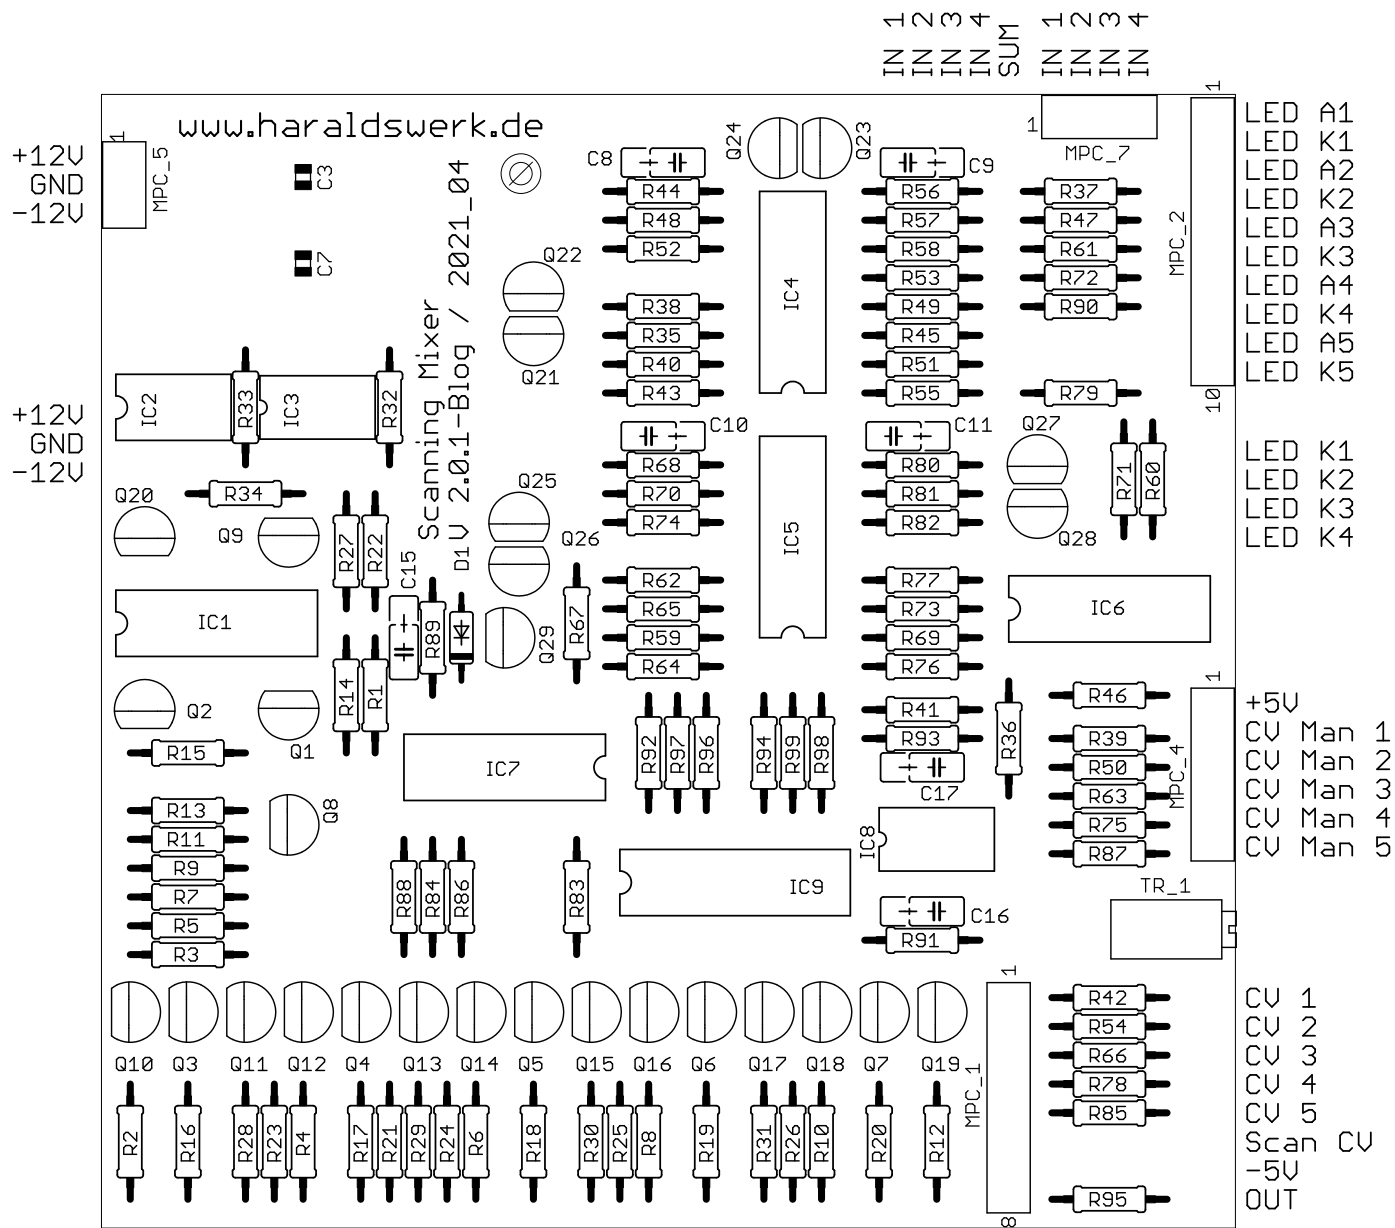 IN 1
IN 2
IN 3
IN 4
SUM
IN 1
IN 2
IN 3
IN 4
www.haraldswerk.de
Scanning Mixer
V 2.0.1-Blog / 2021_04
+12V
GND
-12V
1
MPC_5
C3
C7
Q22
Q21
C8
R44
R48
R52
R38
R35
R40
R43
Q24
Q23
IC4
C9
R56
R57
R58
R53
R49
R45
R51
R55
1
MPC_7
R37
R47
R61
R72
R90
R79
1
MPC_2
10
LED A1
LED K1
LED A2
LED K2
LED A3
LED K3
LED A4
LED K4
LED A5
LED K5
+12V
GND
-12V
IC2
R33
IC3
R32
R34
Q20
Q9
R27
R22
C15
D1
Q25
Q26
C10
R68
R70
R74
R62
R65
R59
R64
IC5
C11
R80
R81
R82
R77
R73
R69
R76
Q27
Q28
R71
R60
LED K1
LED K2
LED K3
LED K4
IC1
R89
Q29
R67
IC6
Q2
Q1
R14
R1
R15
IC7
R92
R97
R96
R94
R99
R98
R41
R93
C17
R36
R46
R39
R50
R63
R75
R87
1
MPC_4
+5V
CV Man 1
CV Man 2
CV Man 3
CV Man 4
CV Man 5
R13
R11
R9
R7
R5
R3
Q8
R88
R84
R86
R83
IC9
IC8
C16
R91
TR_1
Q10
Q3
Q11
Q12
Q4
Q13
Q14
Q5
Q15
Q16
Q6
Q17
Q18
Q7
Q19
R2
R16
R28
R23
R4
R17
R21
R29
R24
R6
R18
R30
R25
R8
R19
R31
R26
R10
R20
R12
1
MPC_1
8
R42
R54
R66
R78
R85
R95
CV 1
CV 2
CV 3
CV 4
CV 5
Scan CV
-5V
OUT